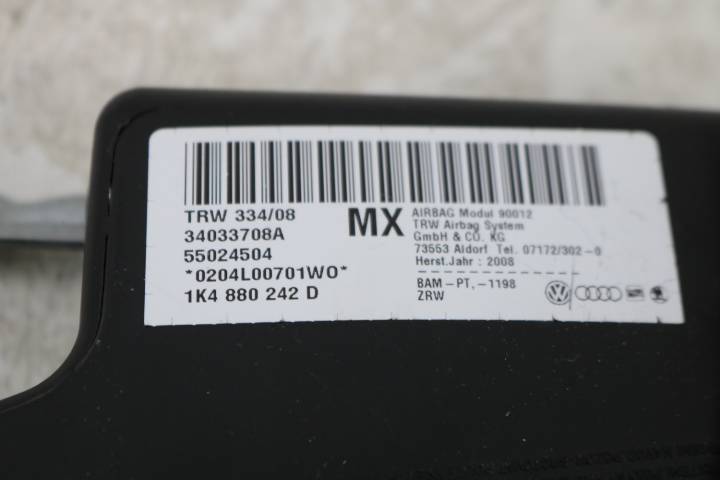 TRW 334/08
34033708A
55024504
*0204L00701WO*
1K4 880 242 D
MX
AIRBAG Modul 90012
TRW Airbag System
GmbH & CO. KG
73553 Aldorf Tel. 07172/302-0
Herst.Jahr : 2008
BAM-PT,-1198
ZRW